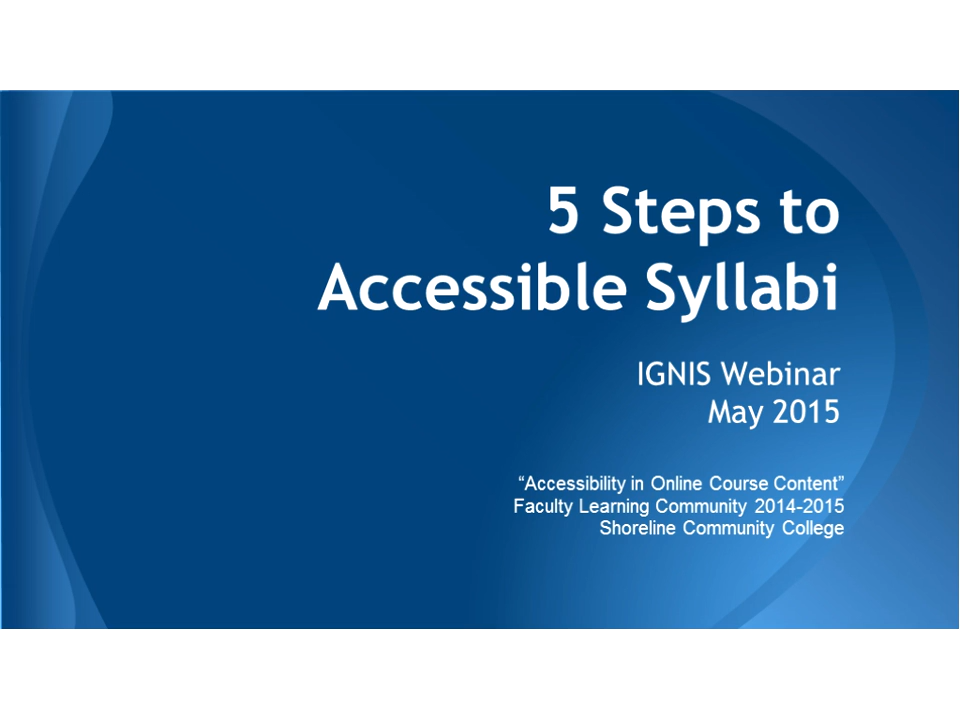 5 Steps to
Accessible Syllabi
IGNIS Webinar
May 2015
“Accessibility in Online Course Content”
Faculty Learning Community 2014-2015
Shoreline Community College